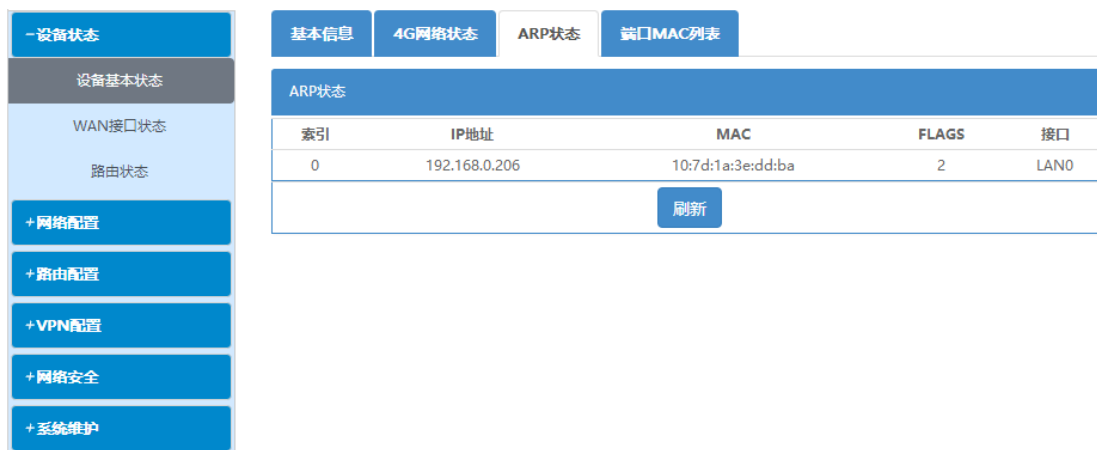 -设备状态
设备基本状态
WAN接口状态
路由状态
+网络配置
+路由配置
+VPN配置
+网络安全
+系统维护
基本信息 4G网络状态 ARP状态 端口MAC列表
ARP状态
索引 IP地址 MAC FLAGS 接口
0 192.168.0.206 10:7d:1a:3e:dd:ba 2 LAN0
刷新